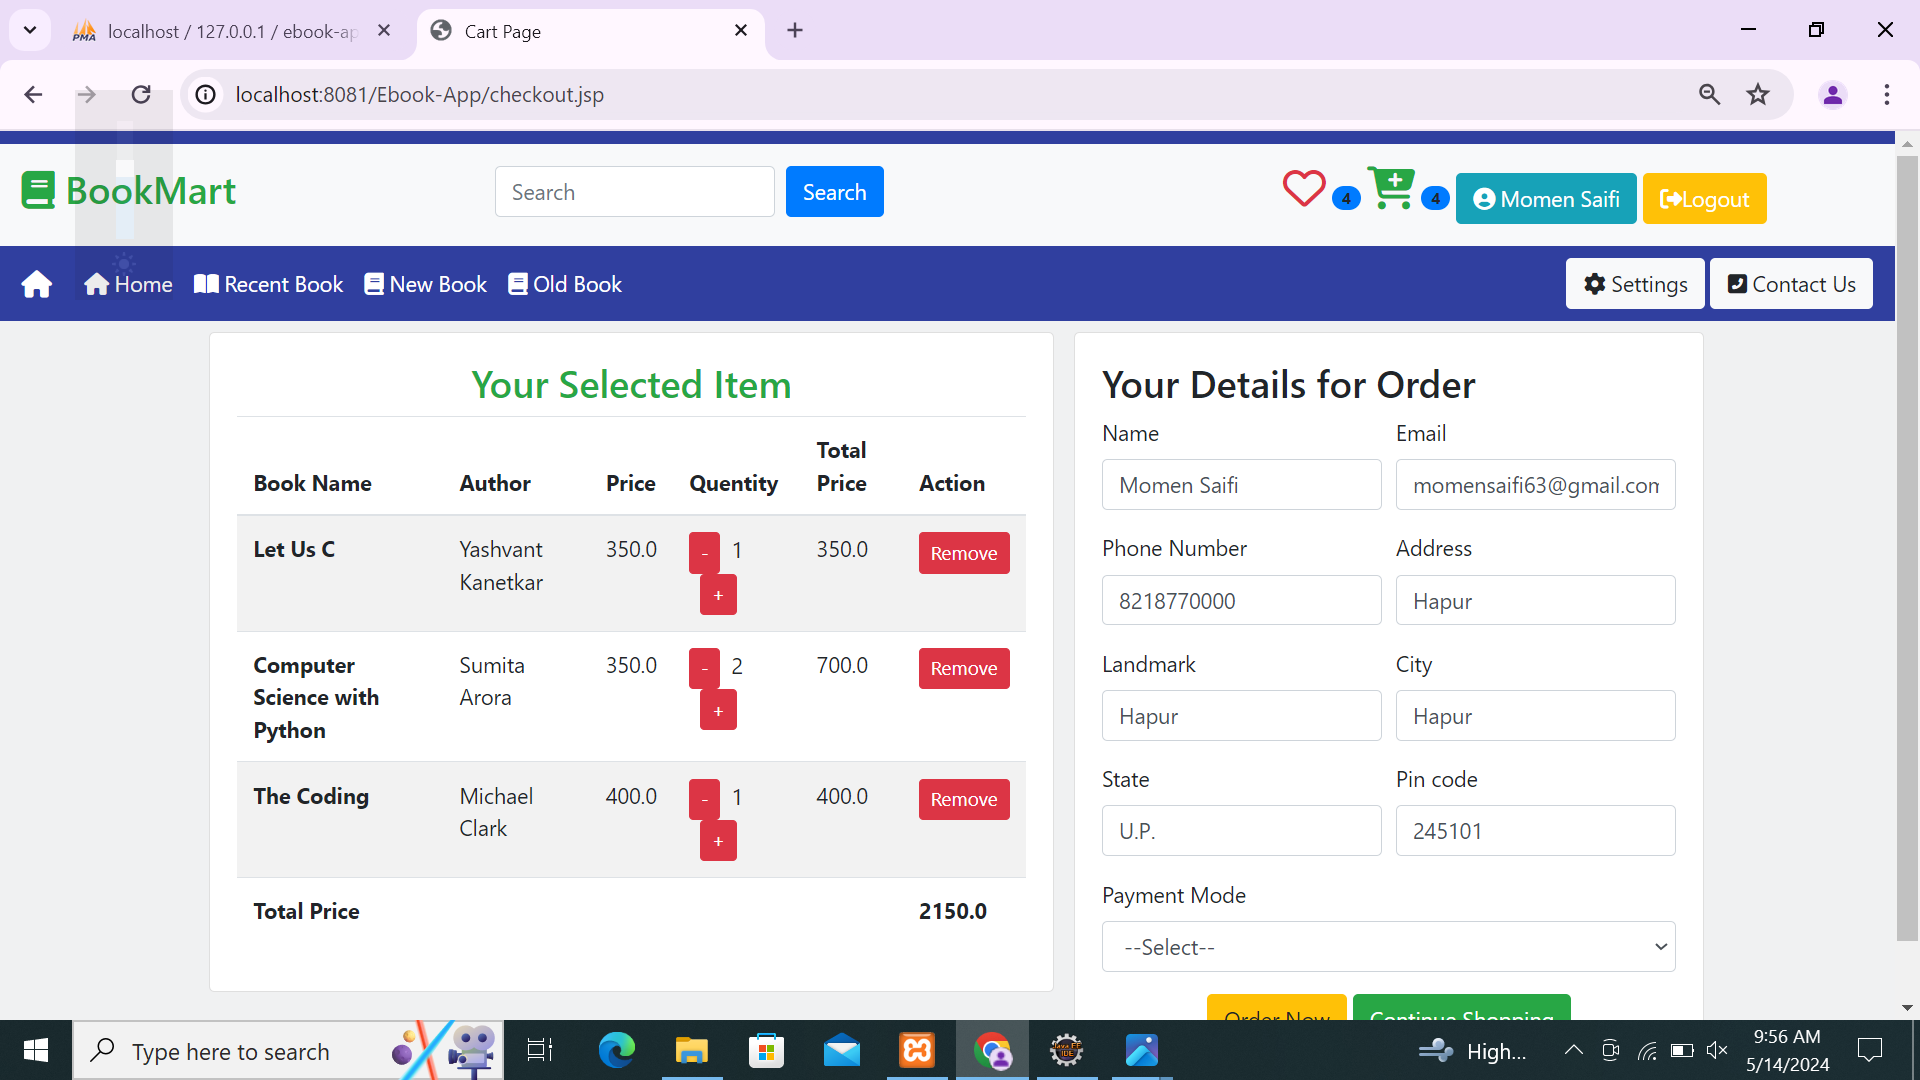 localhost / 127.0.0.1 / ebook-ap
Cart Page
localhost:8081/Ebook-App/checkout.jsp
BookMart
Search
Search
4
4
Momen Saifi
Logout
Home
Recent Book
New Book
Old Book
Settings
Contact Us
Your Selected Item
Book Name Author Price Quentity Total Price Action
Let Us C Yashvant Kanetkar 350.0 - 1 + 350.0 Remove
Computer Science with Python Sumita Arora 350.0 - 2 + 700.0 Remove
The Coding Michael Clark 400.0 - 1 + 400.0 Remove
Total Price 2150.0
Your Details for Order
Name Email
Momen Saifi momensaifi63@gmail.com
Phone Number Address
8218770000 Hapur
Landmark City
Hapur Hapur
State Pin code
U.P. 245101
Payment Mode
--Select--
Order Now Continue Shopping
Type here to search
High...
9:56 AM
5/14/2024